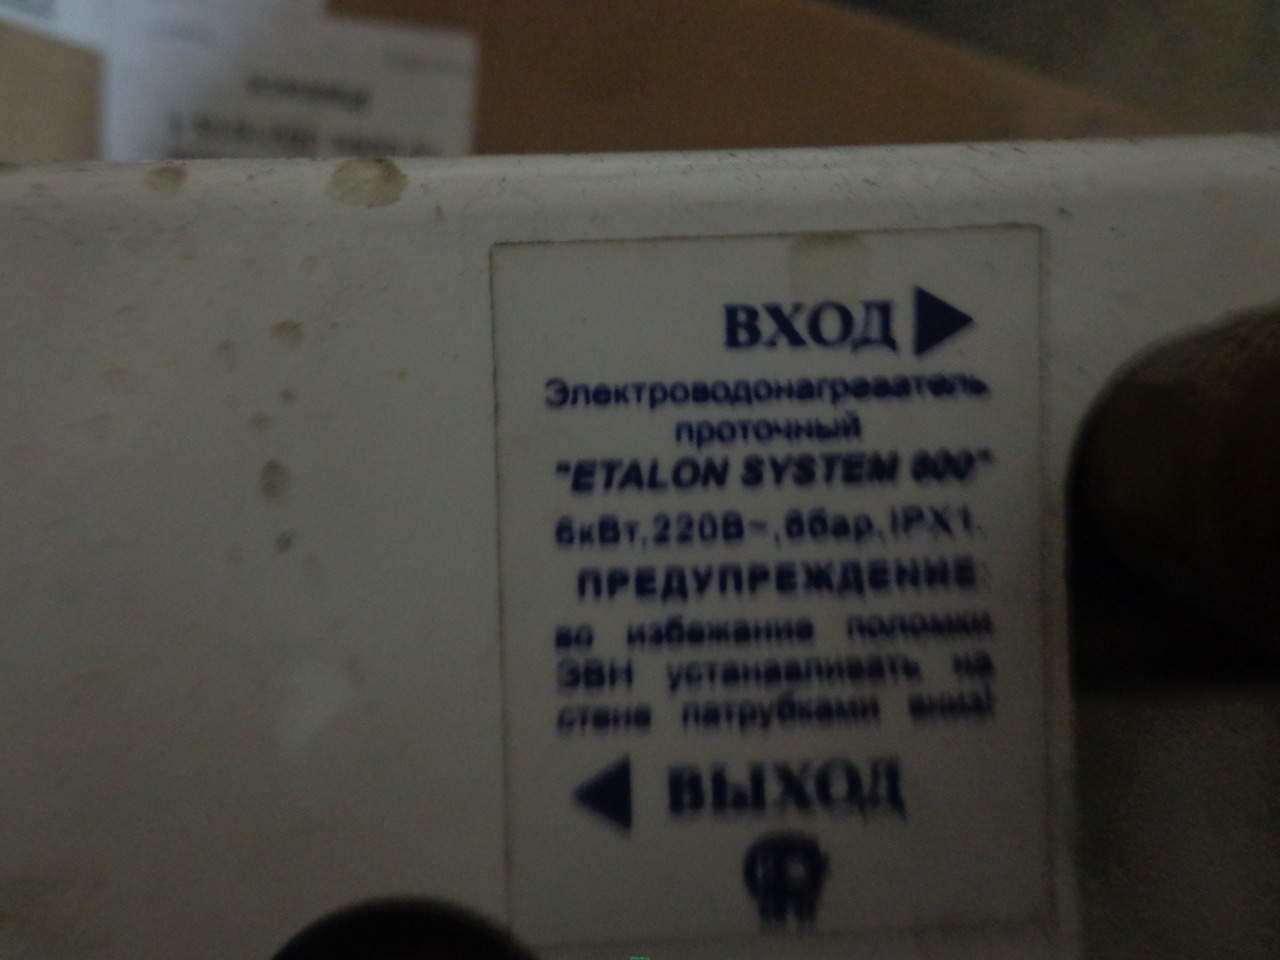 ВХОД
Электроводонагреватель
проточный
"ETALON SYSTEM 600"
6кВт,220В~,6бар,IPX1.
ПРЕДУПРЕЖДЕНИЕ:
во избежание поломки
ЭВН устанавливать на
стене патрубками вниз!
ВЫХОД